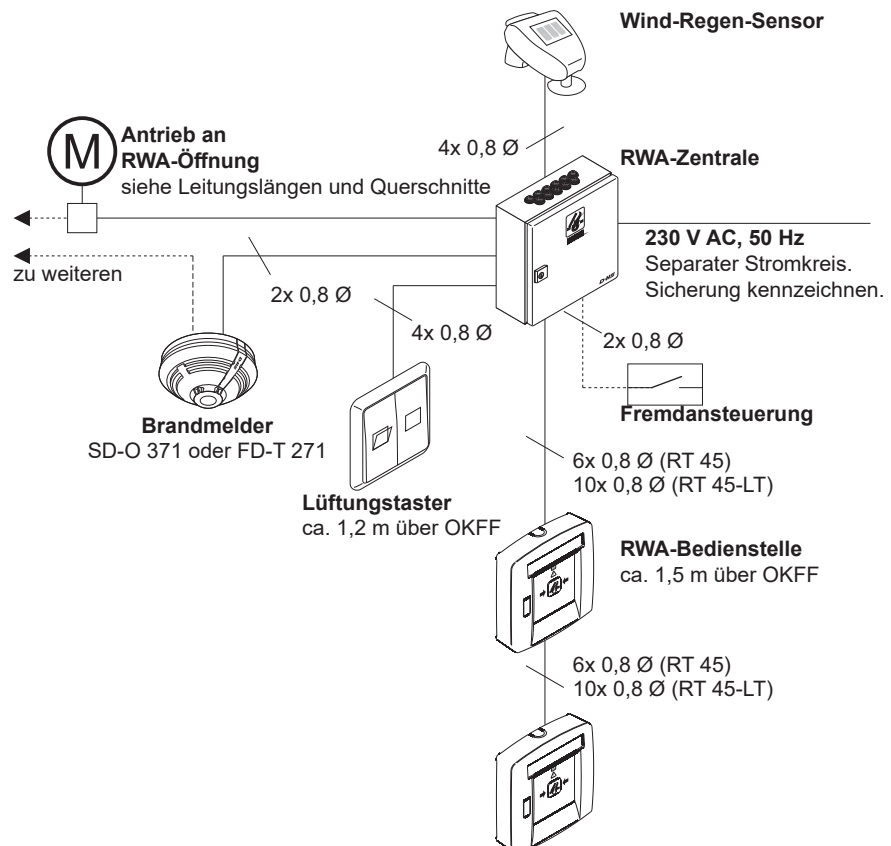 Wind-Regen-Sensor
4x 0,8 Ø
M
Antrieb an
RWA-Öffnung
siehe Leitungslängen und Querschnitte
RWA-Zentrale
230 V AC, 50 Hz
Separater Stromkreis.
Sicherung kennzeichnen.
zu weiteren
2x 0,8 Ø
4x 0,8 Ø
2x 0,8 Ø
Fremdansteuerung
Brandmelder
SD-O 371 oder FD-T 271
Lüftungstaster
ca. 1,2 m über OKFF
6x 0,8 Ø (RT 45)
10x 0,8 Ø (RT 45-LT)
RWA-Bedienstelle
ca. 1,5 m über OKFF
6x 0,8 Ø (RT 45)
10x 0,8 Ø (RT 45-LT)